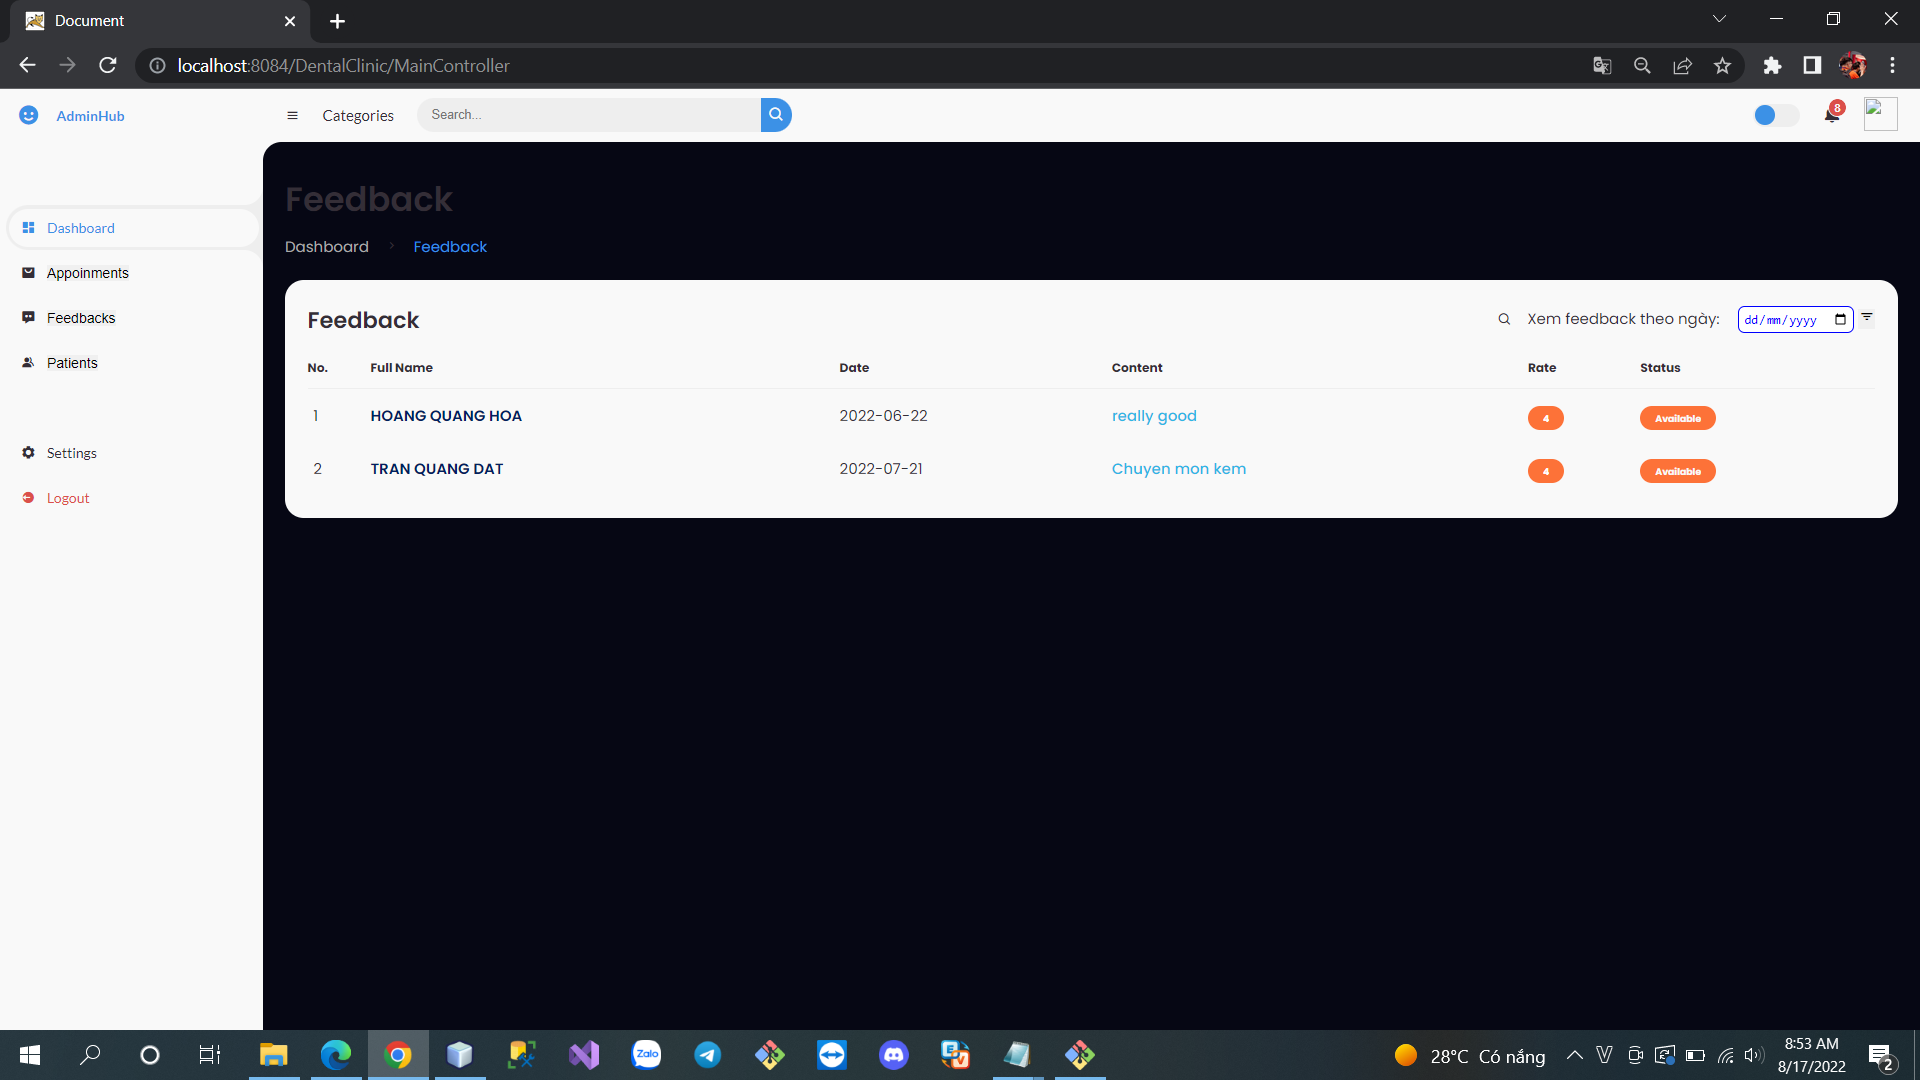 Document
localhost:8084/DentalClinic/MainController
AdminHub
Categories
Search...
8
Dashboard
Appoinments
Feedbacks
Patients
Settings
Logout
Feedback
Dashboard > Feedback
Feedback
Xem feedback theo ngày: dd/mm/yyyy
No. Full Name Date Content Rate Status
1 HOANG QUANG HOA 2022-06-22 really good 4 Available
2 TRAN QUANG DAT 2022-07-21 Chuyen mon kem 4 Available
Zalo
28°C Có nắng
8:53 AM
8/17/2022
2